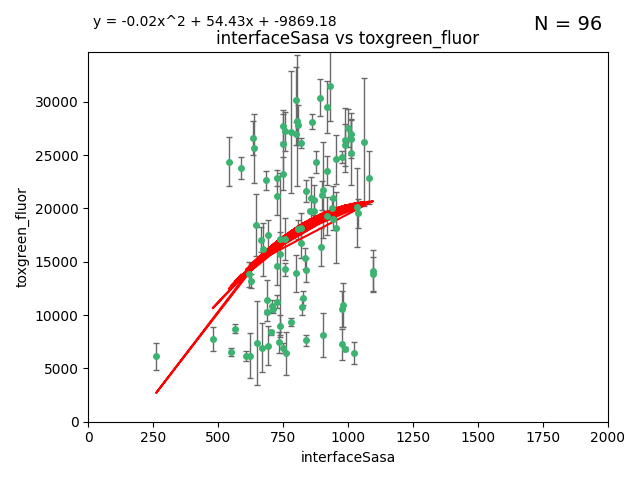 y = -0.02x^2 + 54.43x + -9869.18
N = 96
interfaceSasa vs toxgreen_fluor
toxgreen_fluor
30000
25000
20000
15000
10000
5000
0
0 250 500 750 1000 1250 1500 1750 2000
interfaceSasa